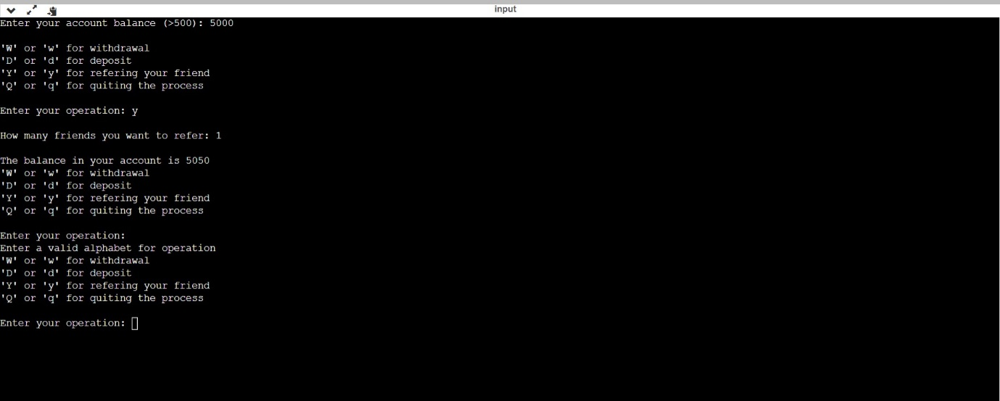 input
Enter your account balance (>500): 5000
'W' or 'w' for withdrawal
'D' or 'd' for deposit
'Y' or 'y' for refering your friend
'Q' or 'q' for quiting the process
Enter your operation: y
How many friends you want to refer: 1
The balance in your account is 5050
'W' or 'w' for withdrawal
'D' or 'd' for deposit
'Y' or 'y' for refering your friend
'Q' or 'q' for quiting the process
Enter your operation:
Enter a valid alphabet for operation
'W' or 'w' for withdrawal
'D' or 'd' for deposit
'Y' or 'y' for refering your friend
'Q' or 'q' for quiting the process
Enter your operation: